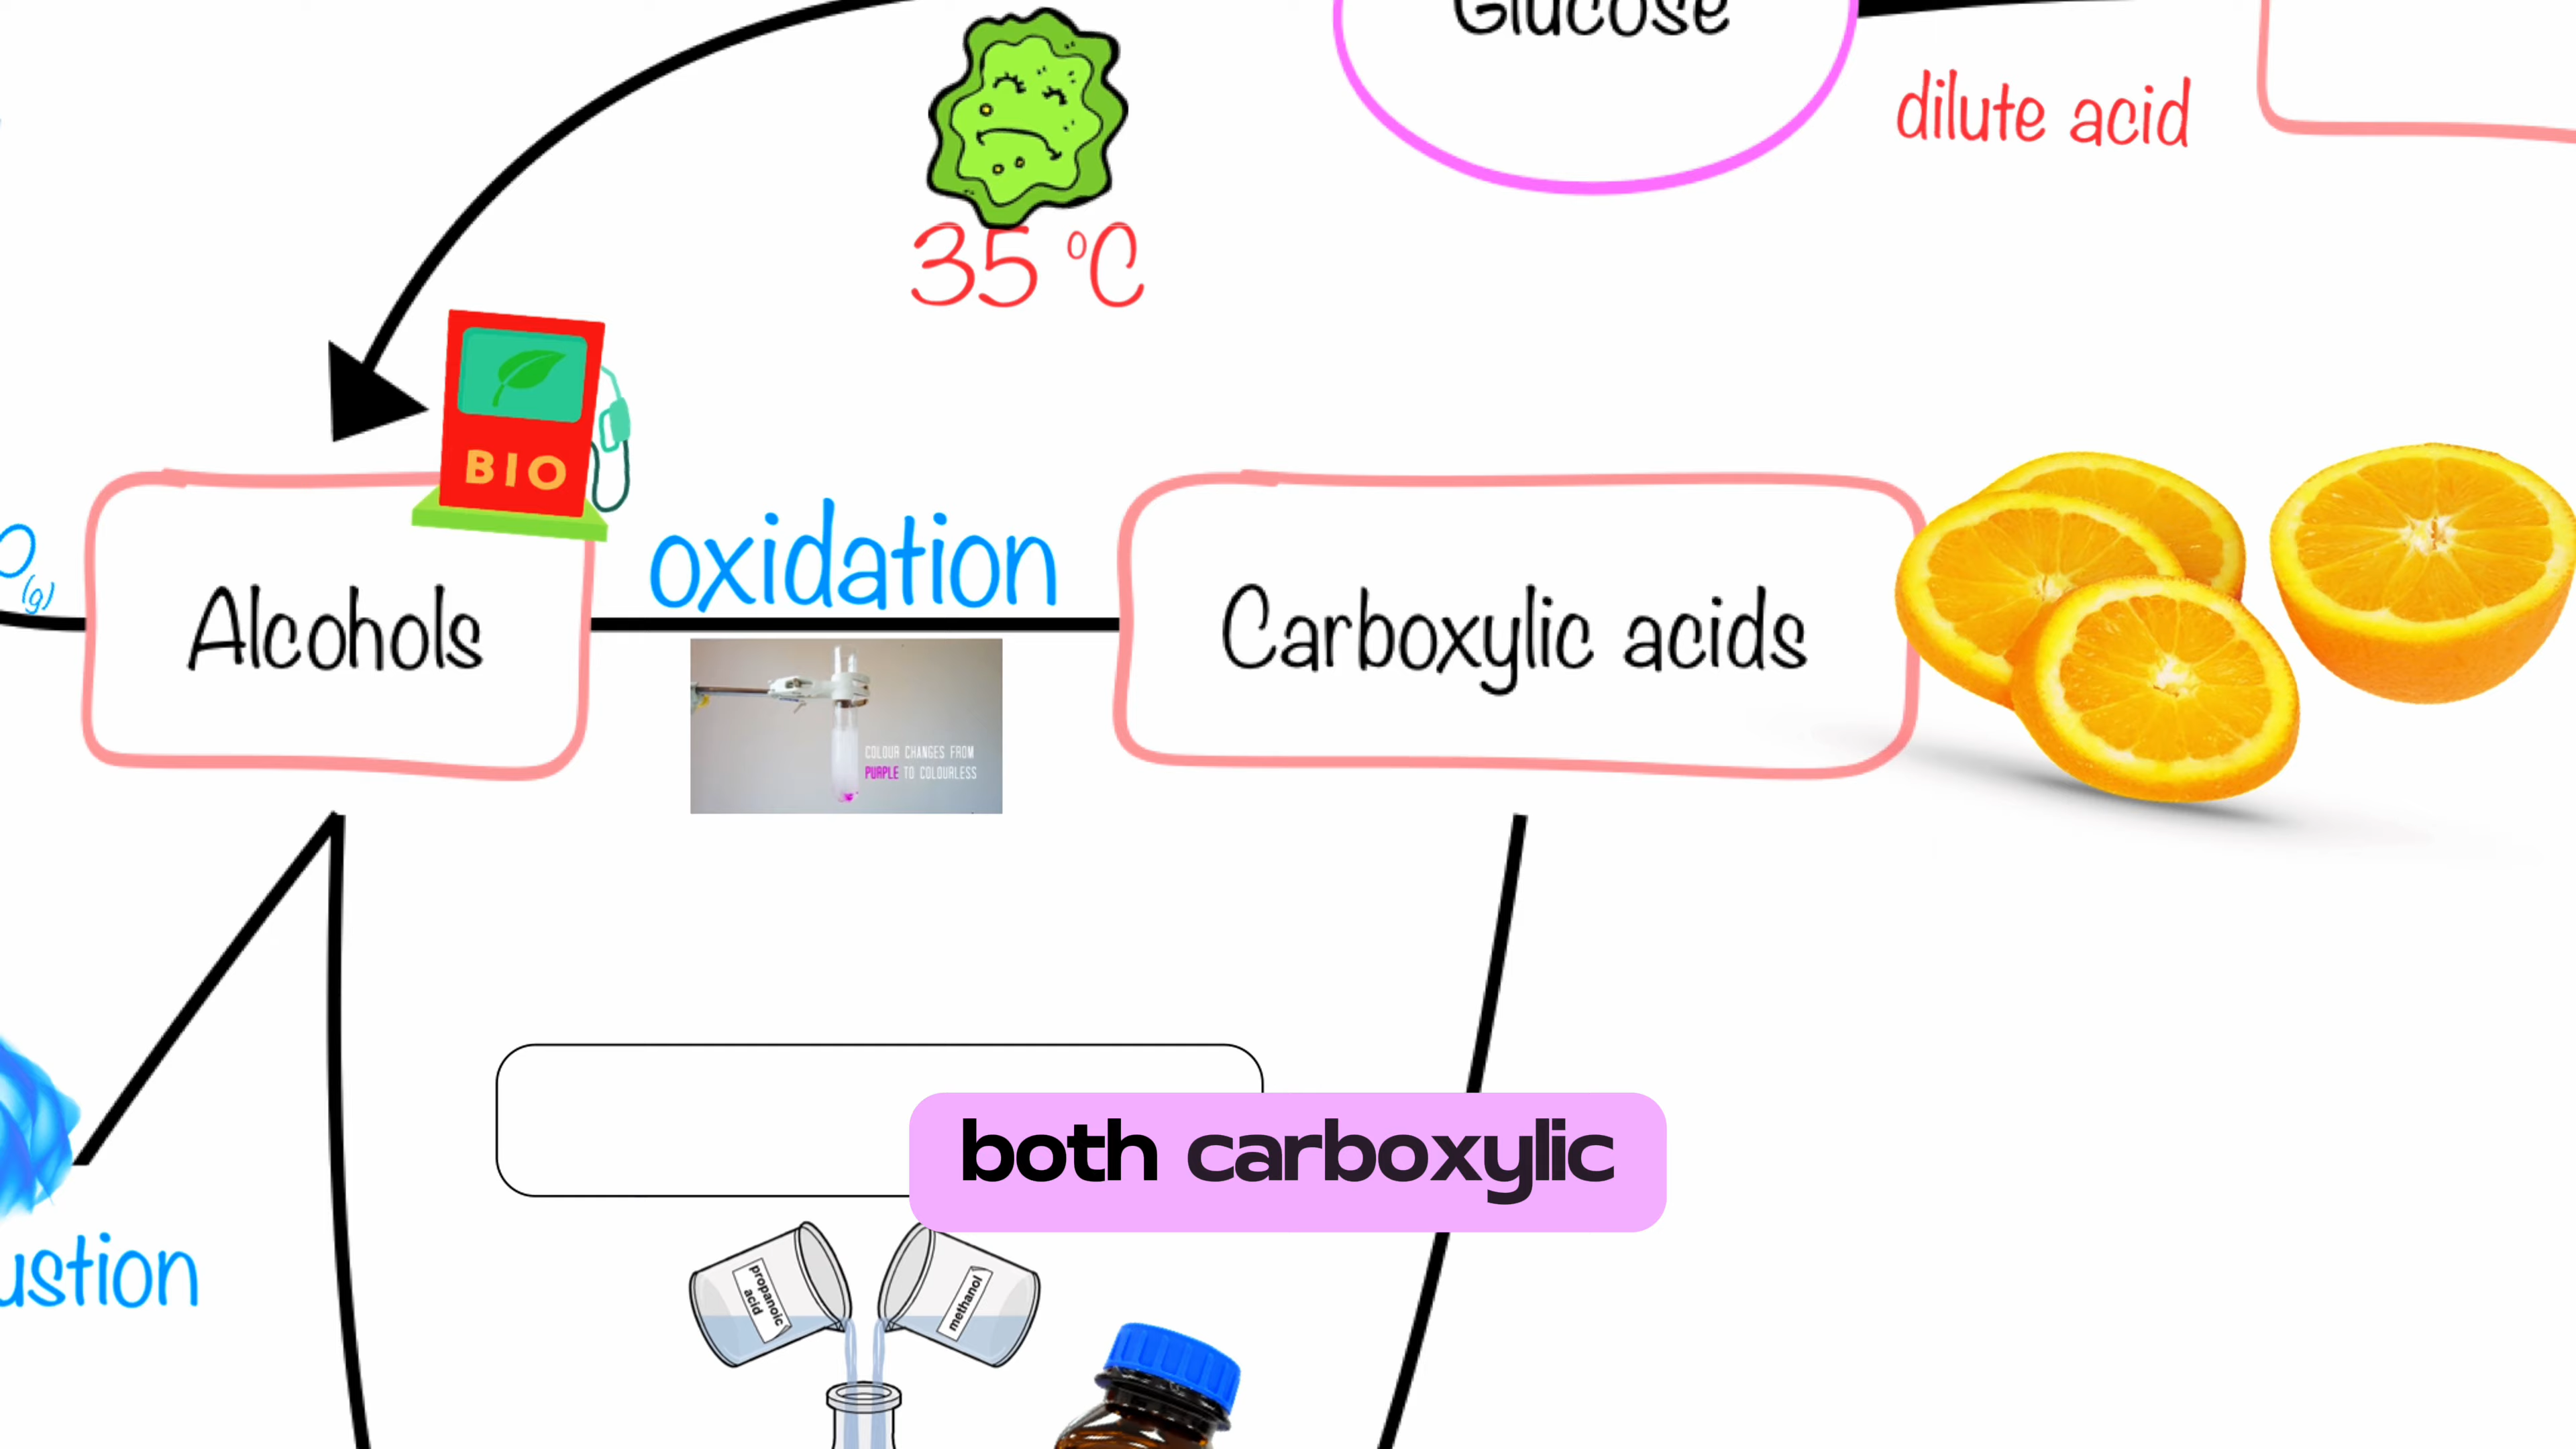 Glucose
dilute acid
35 °C
BIO
(g)
Alcohols
oxidation
Carboxylic acids
COLOUR CHANGES FROM
PURPLE TO COLOURLESS
both carboxylic
ustion
propanoic
acid
methanol